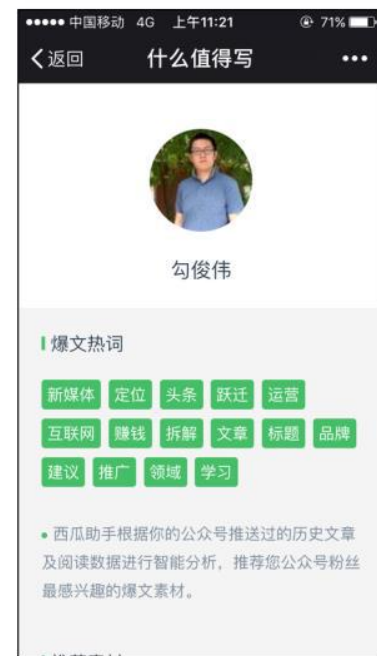 ●●●●● 中国移动 4G 上午11:21 71%
返回 什么值得写 •••
勾俊伟
爆文热词
新媒体 定位 头条 跃迁 运营
互联网 赚钱 拆解 文章 标题 品牌
建议 推广 领域 学习
• 西瓜助手根据你的公众号推送过的历史文章
及阅读数据进行智能分析，推荐您公众号粉丝
最感兴趣的爆文素材。